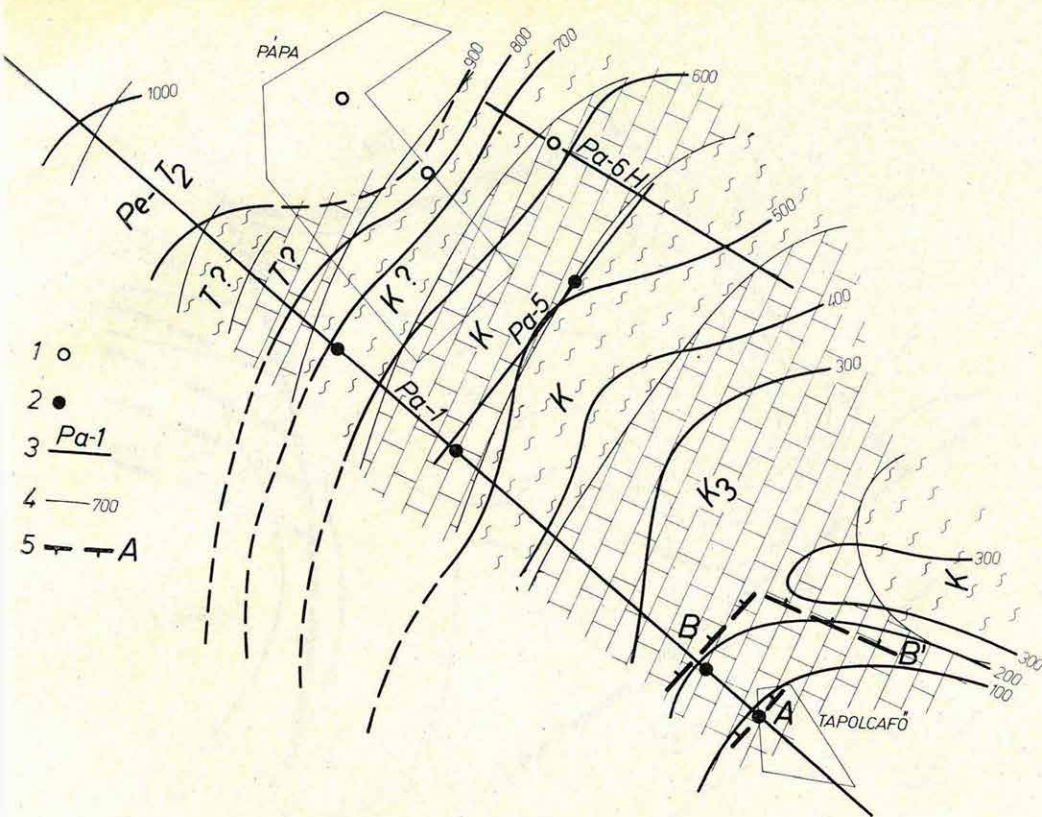 PÁPA
1000
900
800
700
600
500
400
300
Pe-T2
Pa-6H
T?
T?
K?
K
Pa-5
K
Pa-1
K3
K
300
300
200
100
B
B'
A
TAPOLCAFŐ
1
2
3 Pa-1
4 700
5 A